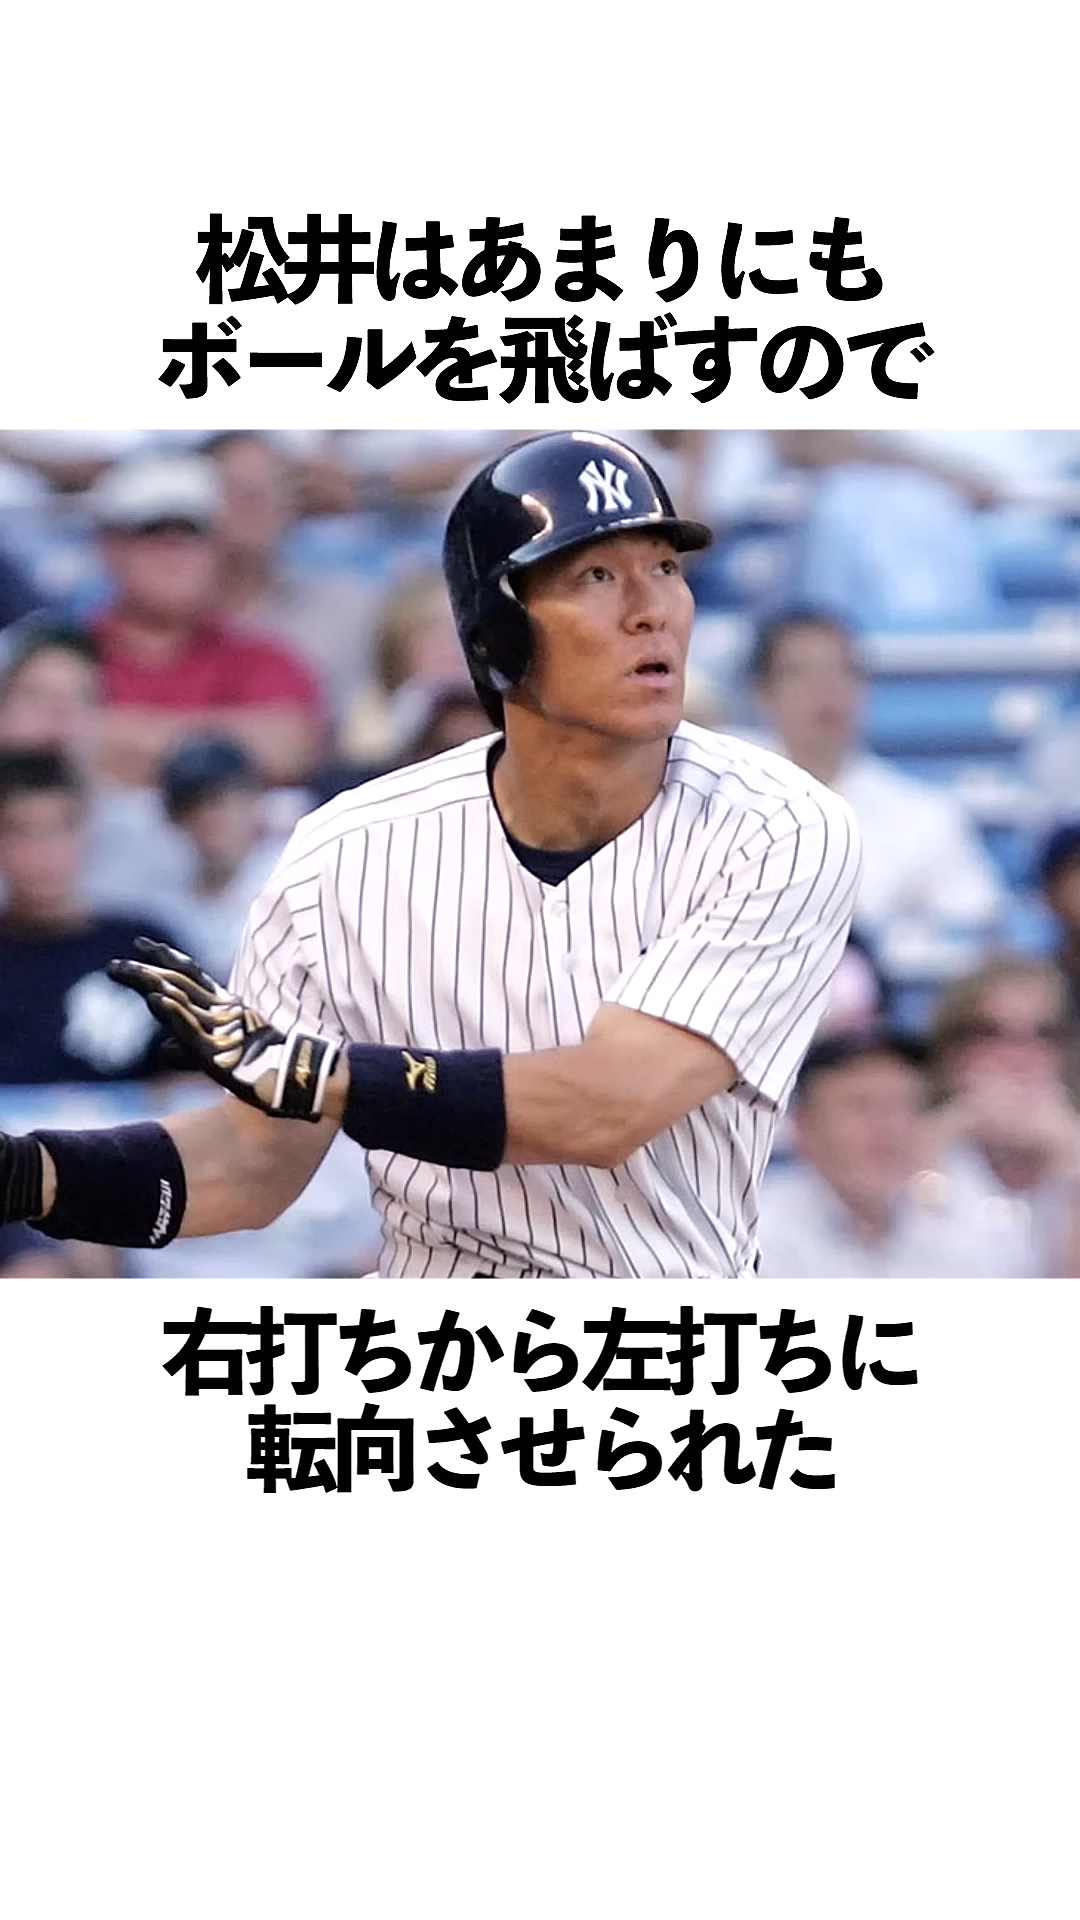 松井はあまりにも
ボールを飛ばすので
NY
右打ちから左打ちに
転向させられた